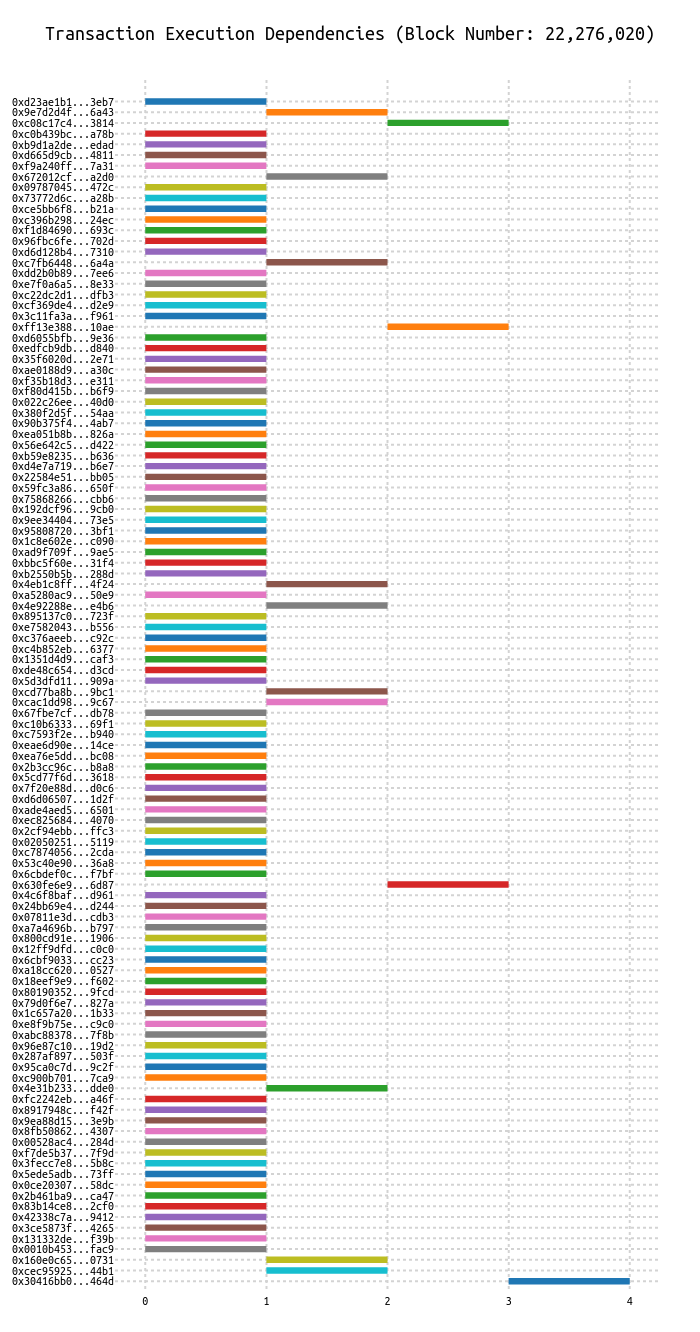 Transaction Execution Dependencies (Block Number: 22,276,020)
0xd23ae1b1...3eb7
0x9e7d2d4f...6a43
0xc08c17c4...3814
0xc0b439bc...a78b
0xb9d1a2de...edad
0xd665d9cb...4811
0xf9a240ff...7a31
0x672012cf...a2d0
0x09787045...472c
0x73772d6c...a28b
0xce5bb6f8...b21a
0xc396b298...24ec
0xf1d84690...693c
0x96fbc6fe...702d
0xd6d128b4...7310
0xc7fb6448...6a4a
0xdd2b0b89...7ee6
0xe7f0a6a5...8e33
0xc22dc2d1...dfb3
0xcf369de4...d2e9
0x3c11fa3a...f961
0xff13e388...10ae
0xd6055bfb...9e36
0xedfcb9db...d840
0x35f6020d...2e71
0xae0188d9...a30c
0xf35b18d3...e311
0xf80d415b...b6f9
0x022c26ee...40d0
0x380f2d5f...54aa
0x90b375f4...4ab7
0xea051b8b...826a
0x56e642c5...d422
0xb59e8235...b636
0xd4e7a719...b6e7
0x22584e51...bb05
0x59fc3a86...650f
0x75868266...cbb6
0x192dcf96...9cb0
0x9ee34404...73e5
0x95808720...3bf1
0x1c8e602e...c090
0xad9f709f...9ae5
0xbbc5f60e...31f4
0xb2550b5b...288d
0x4eb1c8ff...4f24
0xa5280ac9...50e9
0x4e92288e...e4b6
0x895137c0...723f
0xe7582043...b556
0xc376aeeb...c92c
0xc4b852eb...6377
0x1351d4d9...caf3
0xde48c654...d3cd
0x5d3dfd11...909a
0xcd77ba8b...9bc1
0xcac1dd98...9c67
0x67fbe7cf...db78
0xc10b6333...69f1
0xc7593f2e...b940
0xeae6d90e...14ce
0xea76e5dd...bc08
0x2b3cc96c...b8a8
0x5cd77f6d...3618
0x7f20e88d...d0c6
0xd6d06507...1d2f
0xade4aed5...6501
0xec825684...4070
0x2cf94ebb...ffc3
0x02050251...5119
0xc7874056...2cda
0x53c40e90...36a8
0x6cbdef0c...f7bf
0x630fe6e9...6d87
0x4c6f8baf...d961
0x24bb69e4...d244
0x07811e3d...cdb3
0xa7a4696b...b797
0x800cd91e...1906
0x12ff9dfd...c0c0
0x6cbf9033...cc23
0xa18cc620...0527
0x18eef9e9...f602
0x80190352...9fcd
0x79d0f6e7...827a
0x1c657a20...1b33
0xe8f9b75e...c9c0
0xabc88378...7f8b
0x96e87c10...19d2
0x287af897...503f
0x95ca0c7d...9c2f
0xc900b701...7ca9
0x4e31b233...dde0
0xfc2242eb...a46f
0x8917948c...f42f
0x9ea88d15...3e9b
0x8fb50862...4307
0x00528ac4...284d
0xf7de5b37...7f9d
0x3fecc7e8...5b8c
0x5ede5adb...73ff
0x0ce20307...58dc
0x2b461ba9...ca47
0x83b14ce8...2cf0
0x42338c7a...9412
0x3ce5873f...4265
0x131332de...f39b
0x0010b453...fac9
0x160e0c65...0731
0xcec95925...44b1
0x30416bb0...464d
0 1 2 3 4